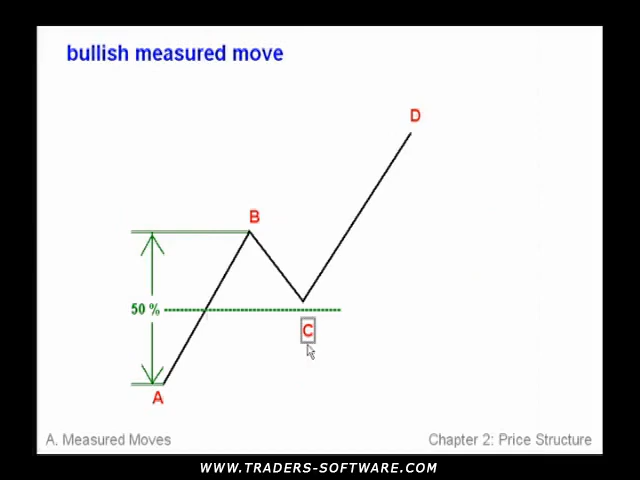 bullish measured move
D
B
50 %
C
A
A. Measured Moves
Chapter 2: Price Structure
WWW.TRADERS-SOFTWARE.COM